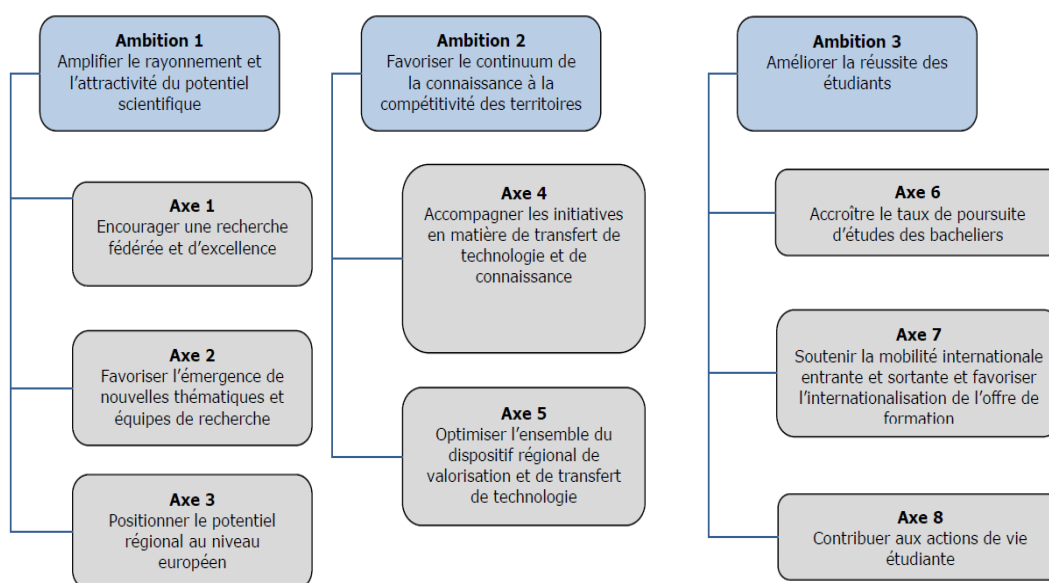 Ambition 1
Amplifier le rayonnement et
l'attractivité du potentiel
scientifique
Axe 1
Encourager une recherche
fédérée et d'excellence
Axe 2
Favoriser l'émergence de
nouvelles thématiques et
équipes de recherche
Axe 3
Positionner le potentiel
régional au niveau
européen
Ambition 2
Favoriser le continuum de
la connaissance à la
compétitivité des territoires
Axe 4
Accompagner les initiatives
en matière de transfert de
technologie et de
connaissance
Axe 5
Optimiser l'ensemble du
dispositif régional de
valorisation et de transfert
de technologie
Ambition 3
Améliorer la réussite des
étudiants
Axe 6
Accroître le taux de poursuite
d'études des bacheliers
Axe 7
Soutenir la mobilité internationale
entrante et sortante et favoriser
l'internationalisation de l'offre de
formation
Axe 8
Contribuer aux actions de vie
étudiante